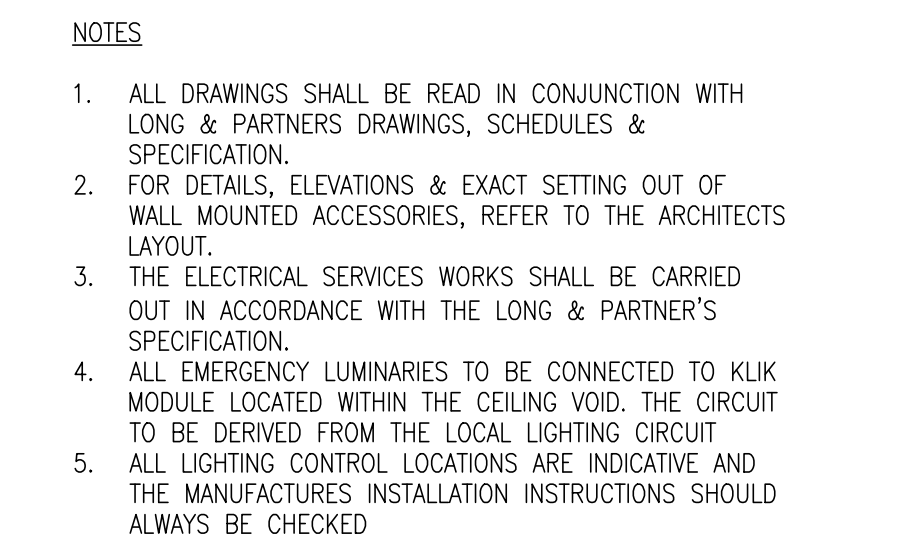 NOTES
1. ALL DRAWINGS SHALL BE READ IN CONJUNCTION WITH
LONG & PARTNERS DRAWINGS, SCHEDULES &
SPECIFICATION.
2. FOR DETAILS, ELEVATIONS & EXACT SETTING OUT OF
WALL MOUNTED ACCESSORIES, REFER TO THE ARCHITECTS
LAYOUT.
3. THE ELECTRICAL SERVICES WORKS SHALL BE CARRIED
OUT IN ACCORDANCE WITH THE LONG & PARTNER'S
SPECIFICATION.
4. ALL EMERGENCY LUMINARIES TO BE CONNECTED TO KLIK
MODULE LOCATED WITHIN THE CEILING VOID. THE CIRCUIT
TO BE DERIVED FROM THE LOCAL LIGHTING CIRCUIT
5. ALL LIGHTING CONTROL LOCATIONS ARE INDICATIVE AND
THE MANUFACTURES INSTALLATION INSTRUCTIONS SHOULD
ALWAYS BE CHECKED